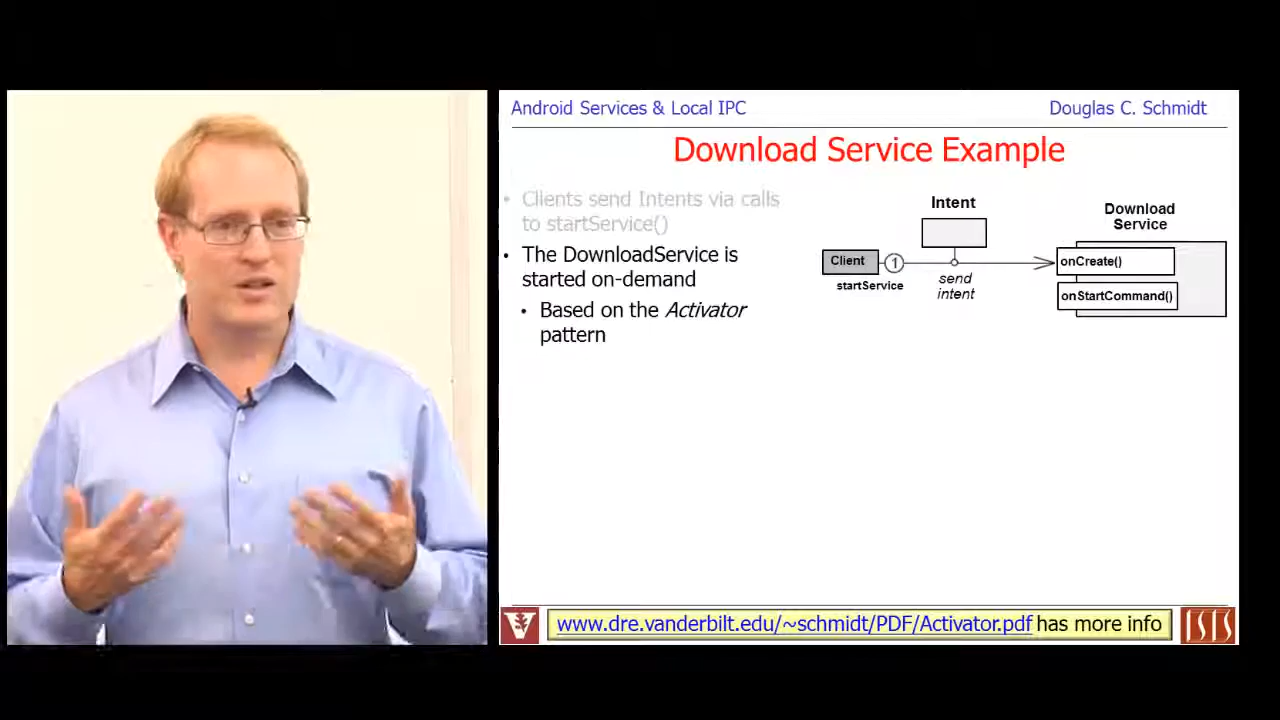 Android Services & Local IPC
Douglas C. Schmidt
Download Service Example
• Clients send Intents via calls
to startService()
• The DownloadService is
started on-demand
• Based on the Activator
pattern
Intent
Download
Service
Client
1
startService
send
intent
onCreate()
onStartCommand()
V
www.dre.vanderbilt.edu/~schmidt/PDF/Activator.pdf has more info
ISIS